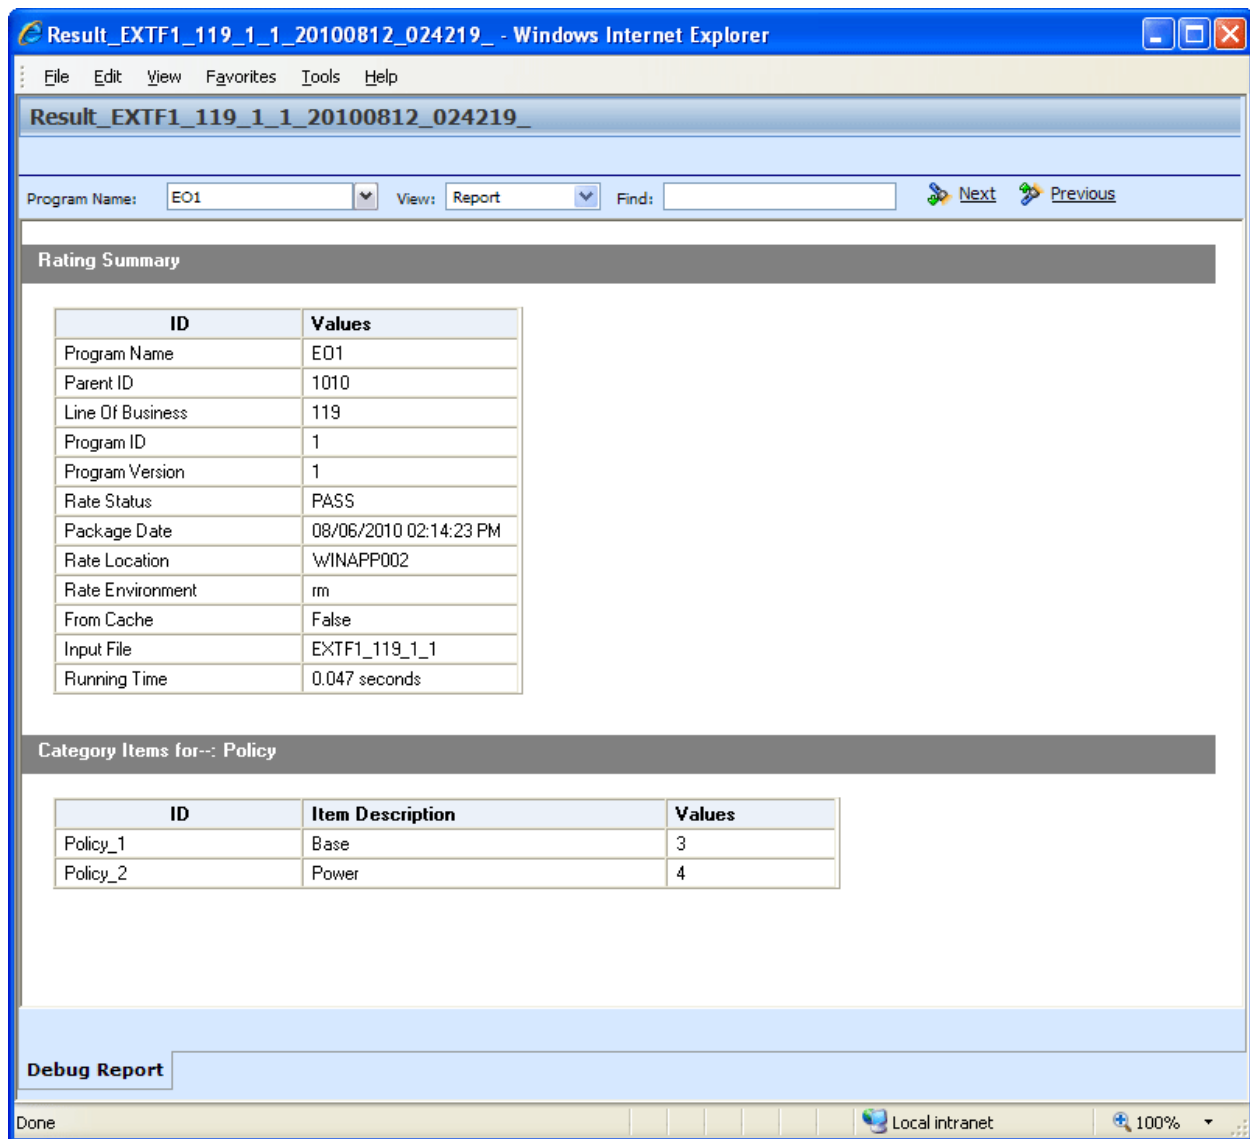 Result_EXTF1_119_1_1_20100812_024219_ - Windows Internet Explorer
File Edit View Favorites Tools Help
Result_EXTF1_119_1_1_20100812_024219_
Program Name: EO1 View: Report Find: Next Previous
Rating Summary
ID Values
Program Name EO1
Parent ID 1010
Line Of Business 119
Program ID 1
Program Version 1
Rate Status PASS
Package Date 08/06/2010 02:14:23 PM
Rate Location WINAPP002
Rate Environment rm
From Cache False
Input File EXTF1_119_1_1
Running Time 0.047 seconds
Category Items for--: Policy
ID Item Description Values
Policy_1 Base 3
Policy_2 Power 4
Debug Report
Done Local intranet 100%